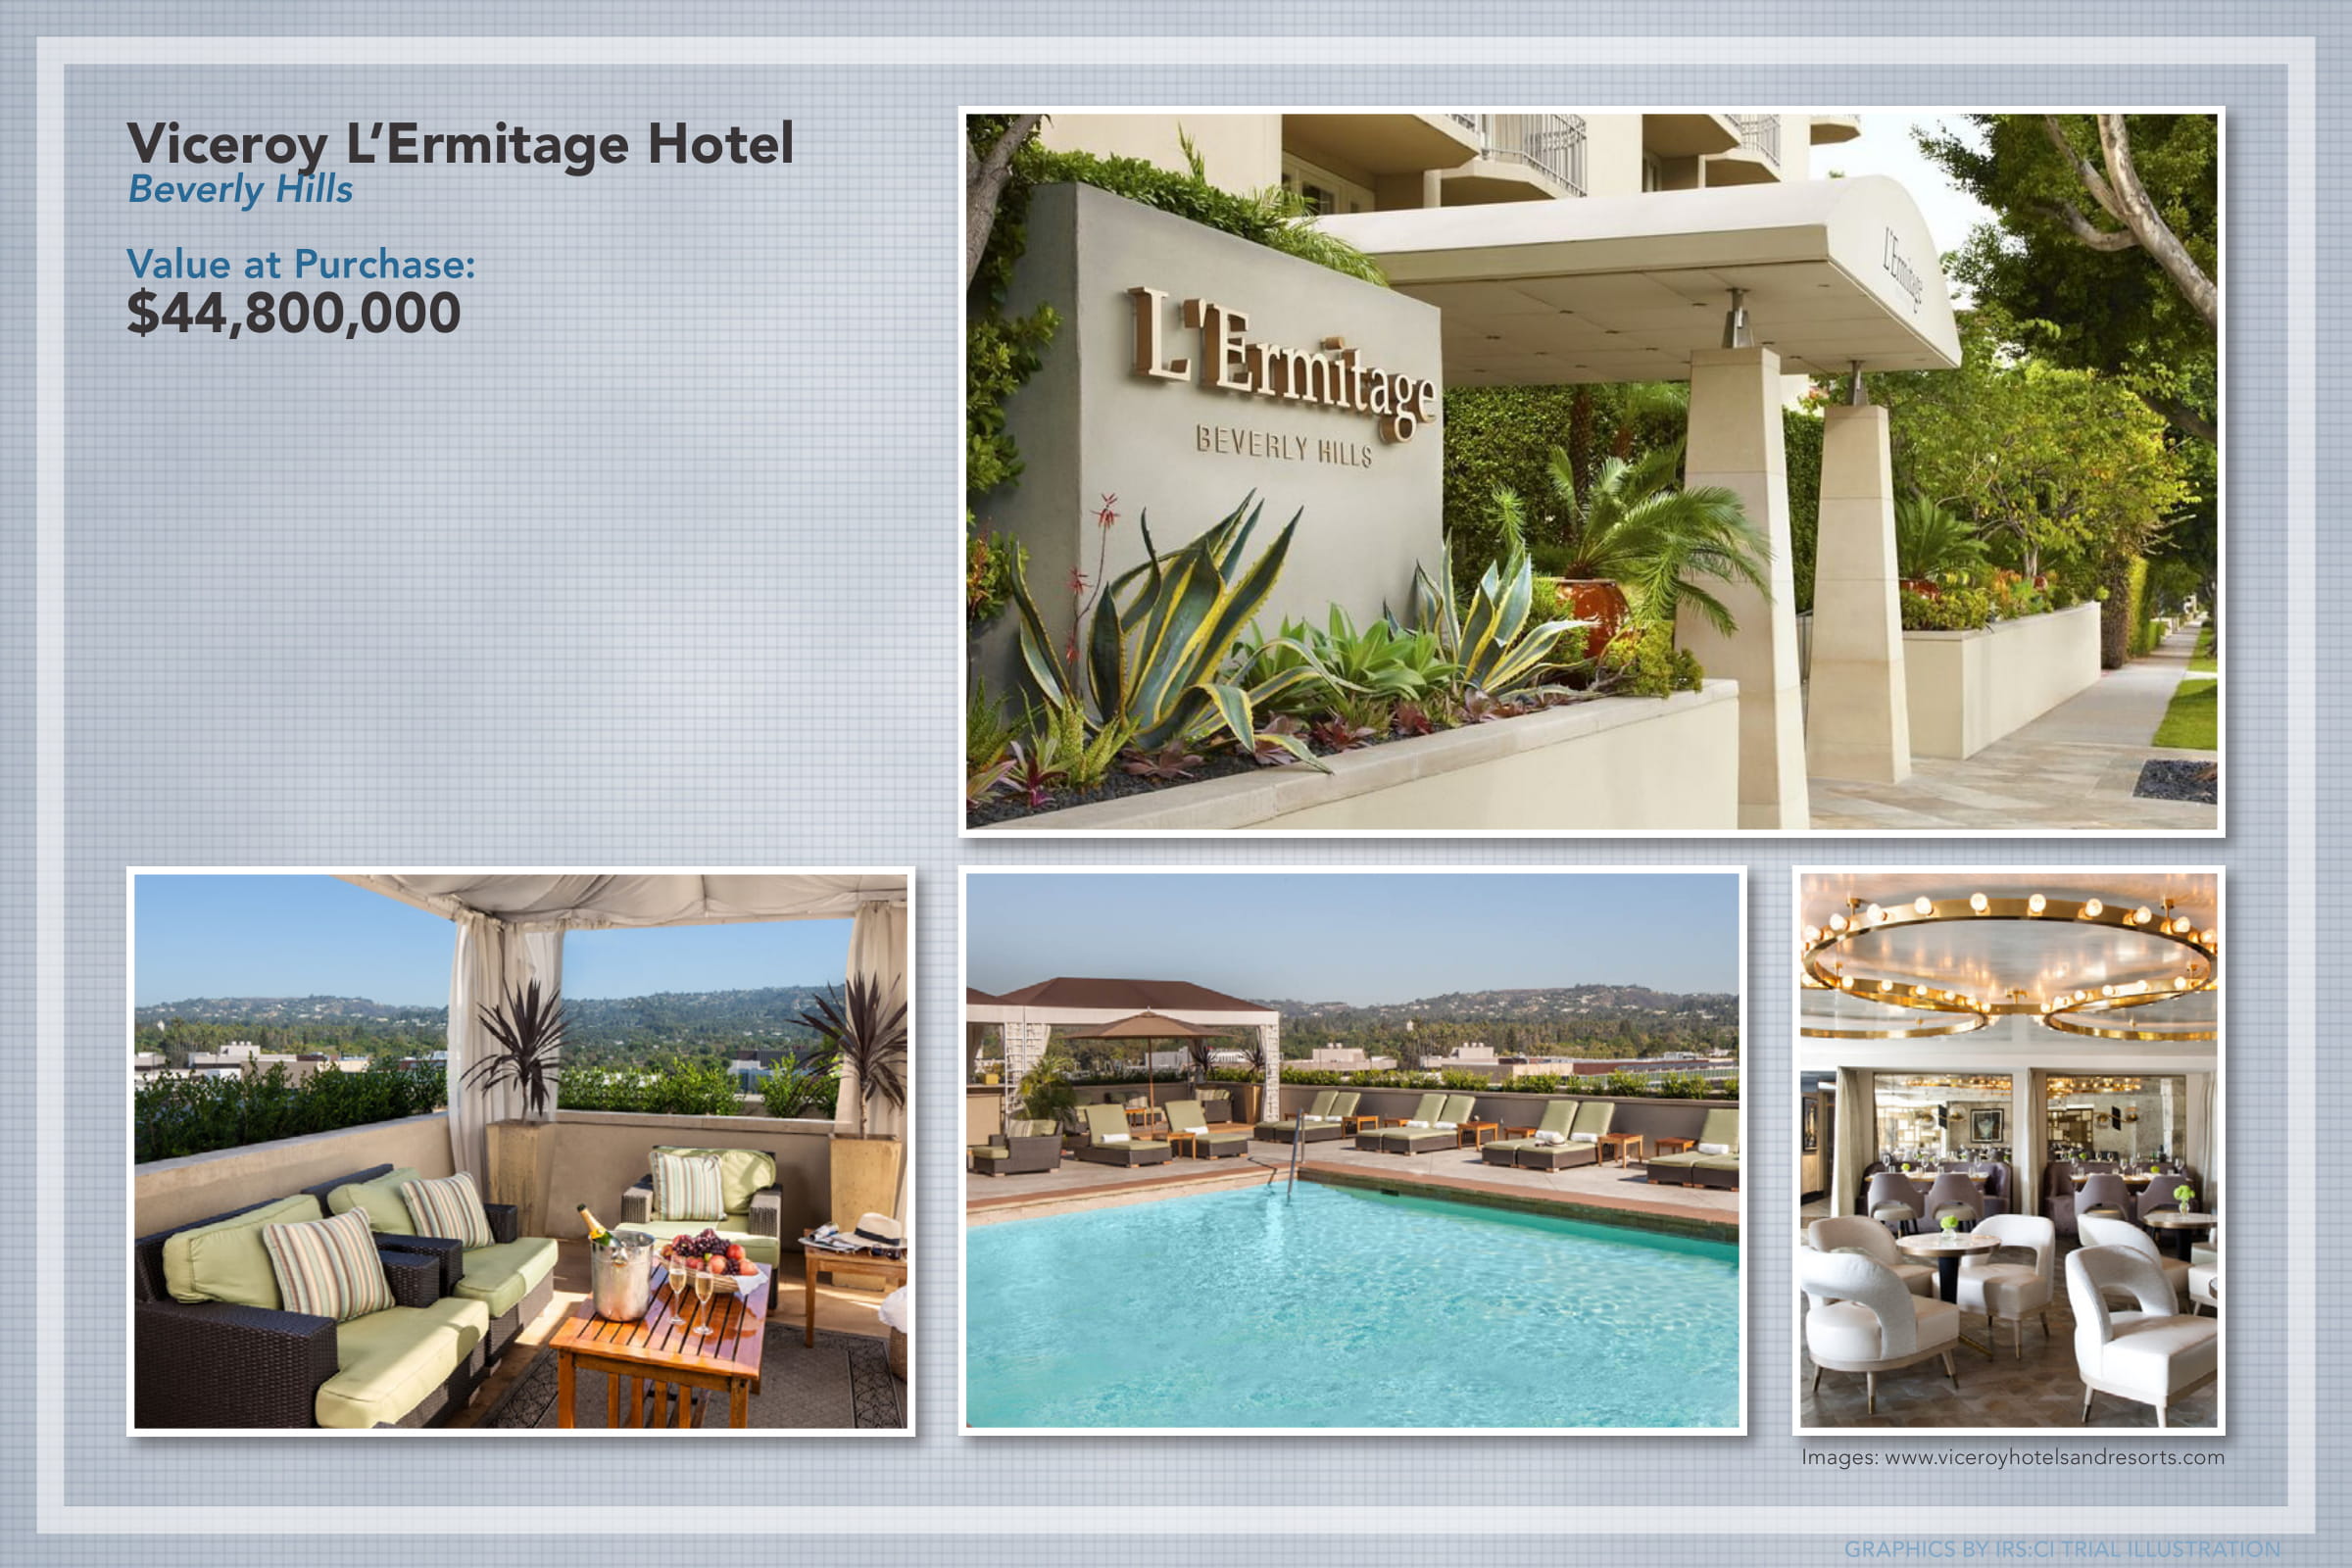 Viceroy L’Ermitage Hotel
Beverly Hills
Value at Purchase:
$44,800,000
L'Ermitage
BEVERLY HILLS
L'Ermitage
Images: www.viceroyhotelsandresorts.com
GRAPHICS BY IRS:CI TRIAL ILLUSTRATION